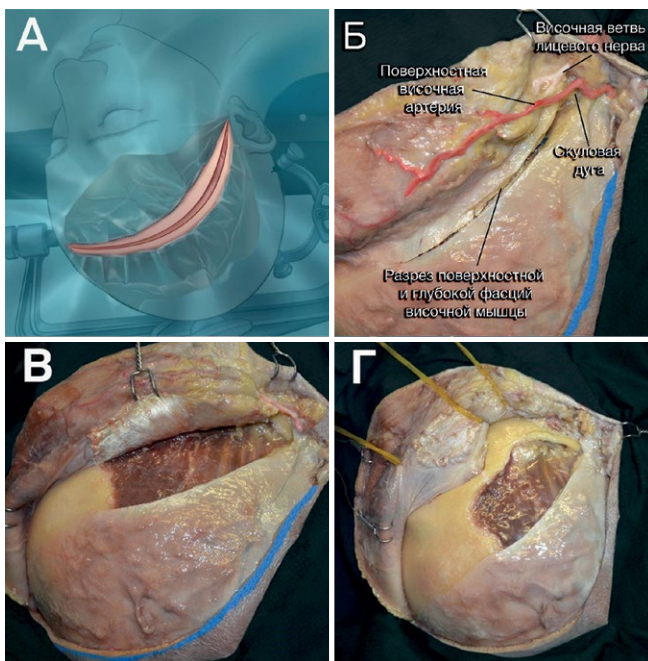 А
Б
Височная ветвь
лицевого нерва
Поверхностная
височная
артерия
Скуловая
дуга
Разрез поверхностной
и глубокой фасций
височной мышцы
В
Г